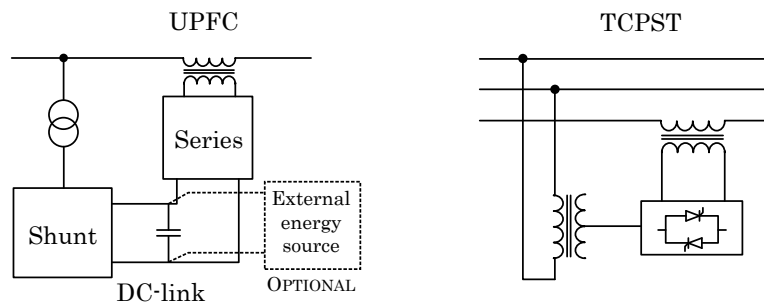 UPFC
TCPST
Series
Shunt
External
energy
source
DC-link
OPTIONAL